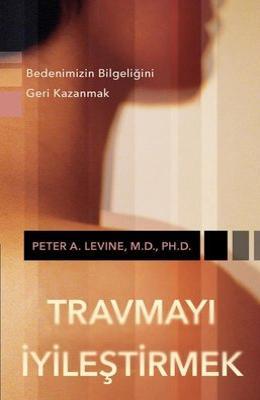 Bedenimizin Bilgeliğini
Geri Kazanmak
PETER A. LEVINE, M.D., PH.D.
TRAVMAYI
İYİLEŞTİRMEK